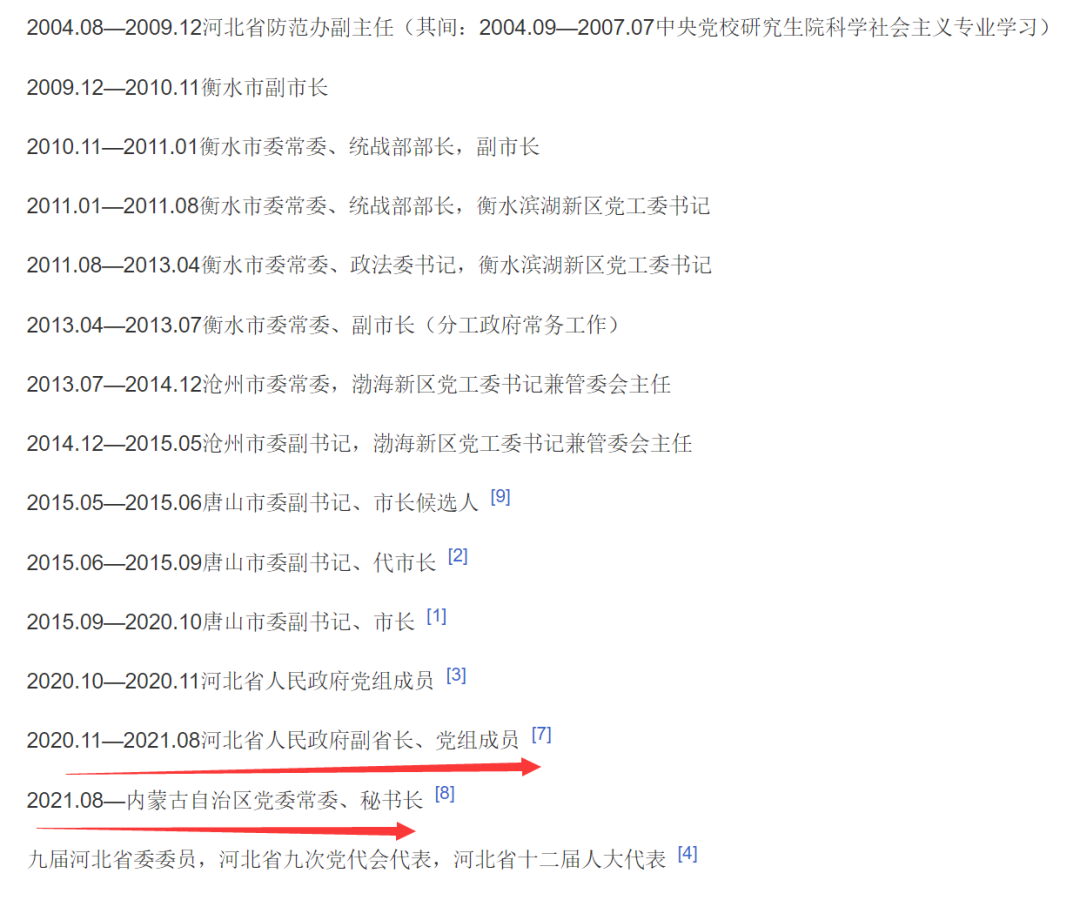 2004.08—2009.12河北省防范办副主任（其间：2004.09—2007.07中央党校研究生院科学社会主义专业学习）
2009.12—2010.11衡水市副市长
2010.11—2011.01衡水市委常委、统战部部长，副市长
2011.01—2011.08衡水市委常委、统战部部长，衡水滨湖新区党工委书记
2011.08—2013.04衡水市委常委、政法委书记，衡水滨湖新区党工委书记
2013.04—2013.07衡水市委常委、副市长（分工政府常务工作）
2013.07—2014.12沧州市委常委，渤海新区党工委书记兼管委会主任
2014.12—2015.05沧州市委副书记，渤海新区党工委书记兼管委会主任
2015.05—2015.06唐山市委副书记、市长候选人 [9]
2015.06—2015.09唐山市委副书记、代市长 [2]
2015.09—2020.10唐山市委副书记、市长 [1]
2020.10—2020.11河北省人民政府党组成员 [3]
2020.11—2021.08河北省人民政府副省长、党组成员 [7]
2021.08—内蒙古自治区党委常委、秘书长 [8]
九届河北省委委员，河北省九次党代会代表，河北省十二届人大代表 [4]